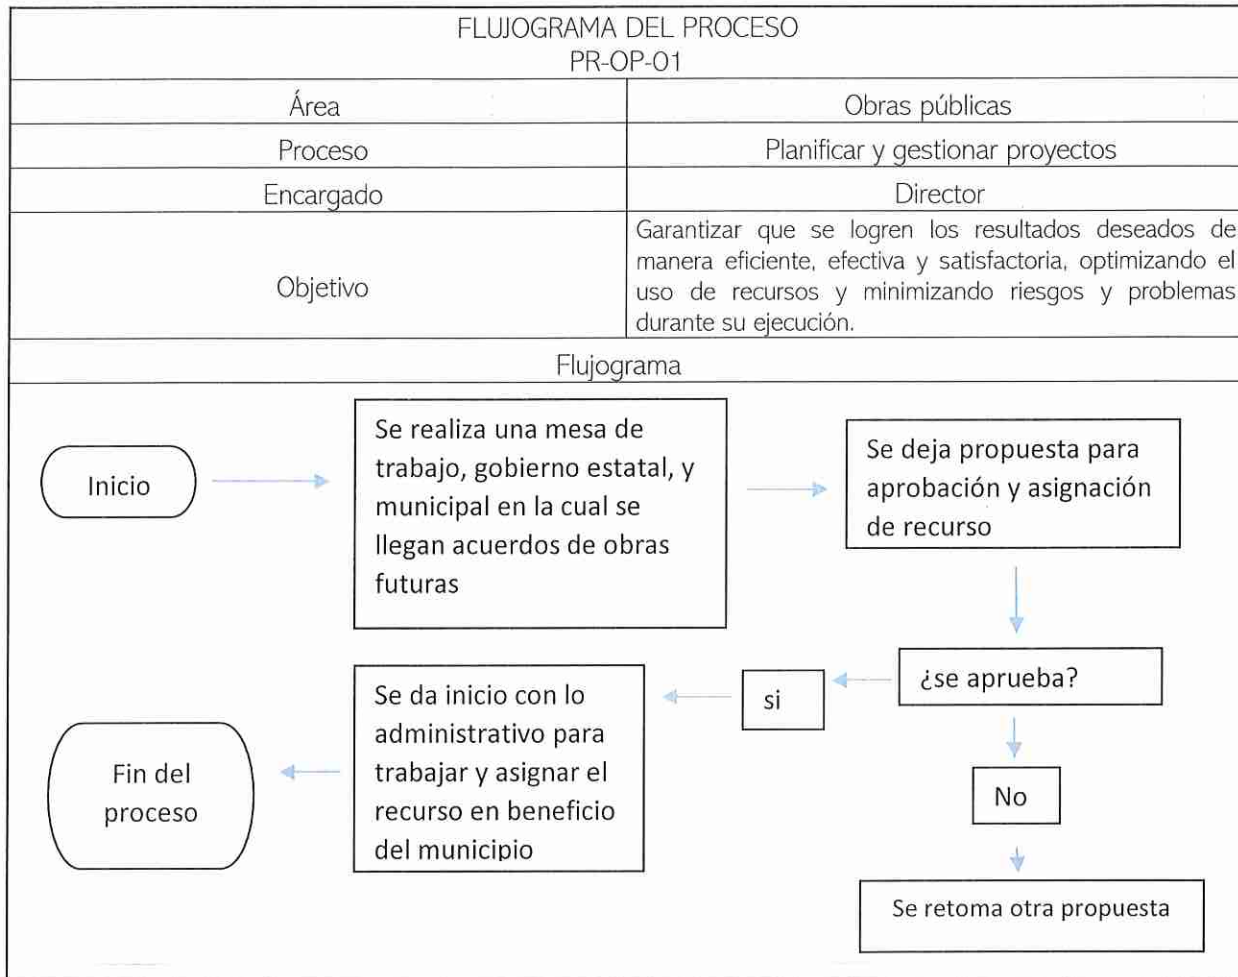 FLUJOGRAMA DEL PROCESO
PR-OP-01
Área
Obras públicas
Proceso
Planificar y gestionar proyectos
Encargado
Director
Objetivo
Garantizar que se logren los resultados deseados de
manera eficiente, efectiva y satisfactoria, optimizando el
uso de recursos y minimizando riesgos y problemas
durante su ejecución.
Flujograma
Inicio
Se realiza una mesa de
trabajo, gobierno estatal, y
municipal en la cual se
llegan acuerdos de obras
futuras
Se deja propuesta para
aprobación y asignación
de recurso
¿se aprueba?
si
Se da inicio con lo
administrativo para
trabajar y asignar el
recurso en beneficio
del municipio
Fin del
proceso
No
Se retoma otra propuesta